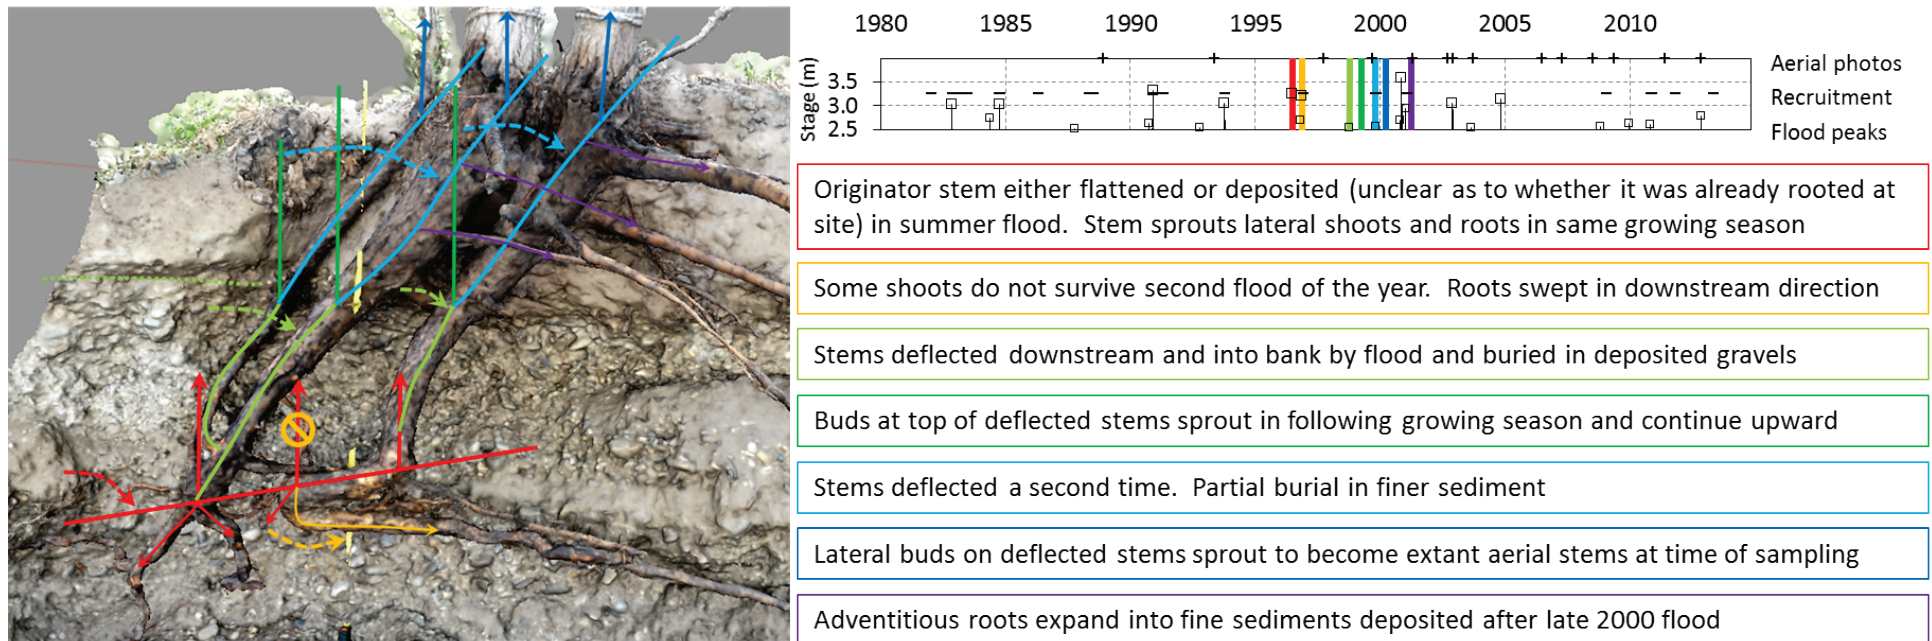 1980 1985 1990 1995 2000 2005 2010
Stage (m)
3.5
3.0
2.5
Aerial photos
Recruitment
Flood peaks
Originator stem either flattened or deposited (unclear as to whether it was already rooted at
site) in summer flood. Stem sprouts lateral shoots and roots in same growing season
Some shoots do not survive second flood of the year. Roots swept in downstream direction
Stems deflected downstream and into bank by flood and buried in deposited gravels
Buds at top of deflected stems sprout in following growing season and continue upward
Stems deflected a second time. Partial burial in finer sediment
Lateral buds on deflected stems sprout to become extant aerial stems at time of sampling
Adventitious roots expand into fine sediments deposited after late 2000 flood